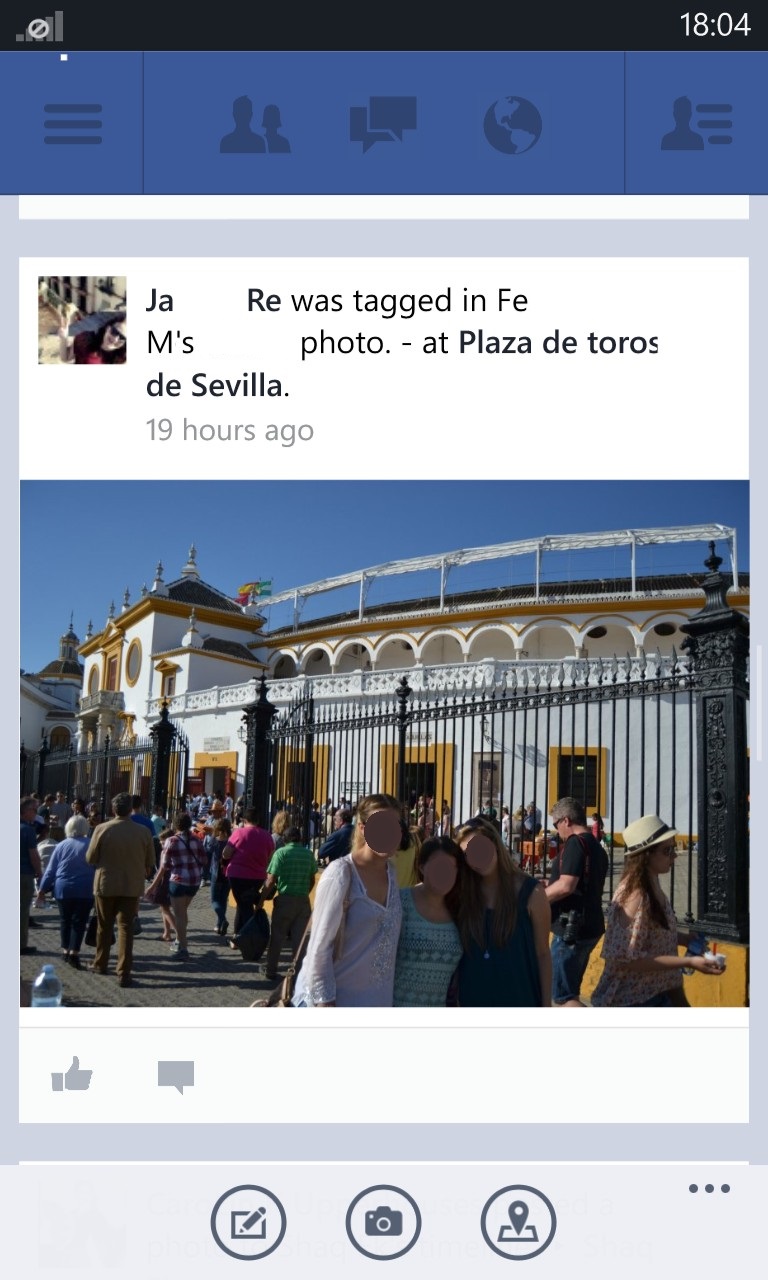 18:04
Ja Re was tagged in Fe
M's photo. - at Plaza de toros
de Sevilla.
19 hours ago